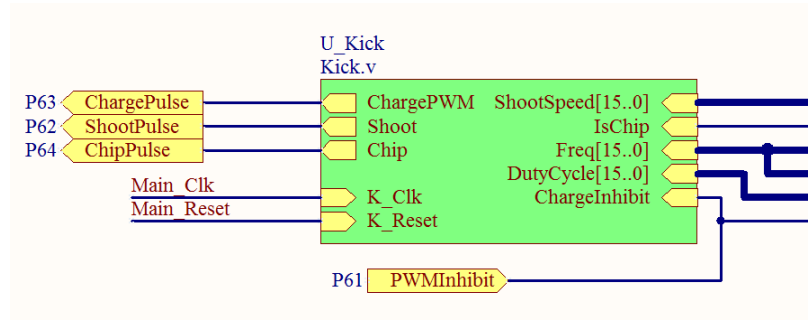 U_Kick
Kick.v
P63 ChargePulse ChargePWM ShootSpeed[15..0]
P62 ShootPulse Shoot IsChip
P64 ChipPulse Chip Freq[15..0]
DutyCycle[15..0]
Main_Clk K_Clk ChargeInhibit
Main_Reset K_Reset
P61 PWMInhibit